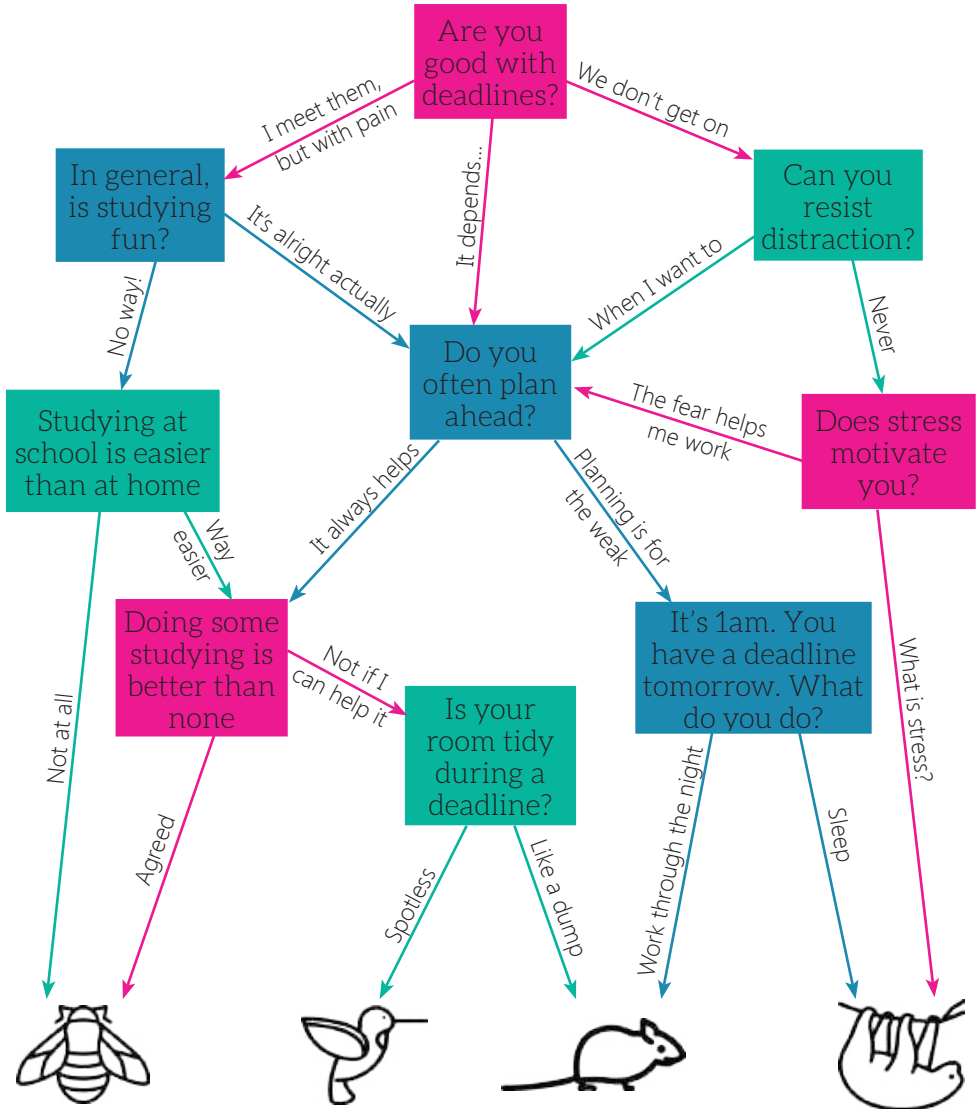 Are you
good with
deadlines?
I meet them,
but with pain
We don't get on
It depends...
In general,
is studying
fun?
Can you
resist
distraction?
It's alright actually
When I want to
No way!
Never
Do you
often plan
ahead?
Studying at
school is easier
than at home
The fear helps
me work
Does stress
motivate
you?
Way
easier
It always helps
Planning is for
the weak
Doing some
studying is
better than
none
It's 1am. You
have a deadline
tomorrow. What
do you do?
Not if I
can help it
Is your
room tidy
during a
deadline?
Not at all
What is stress?
Agreed
Spotless
Like a dump
Work through the night
Sleep